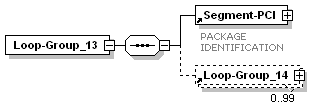 Segment-PCI
Loop-Group_13
PACKAGE
IDENTIFICATION
Loop-Group_14
0..99